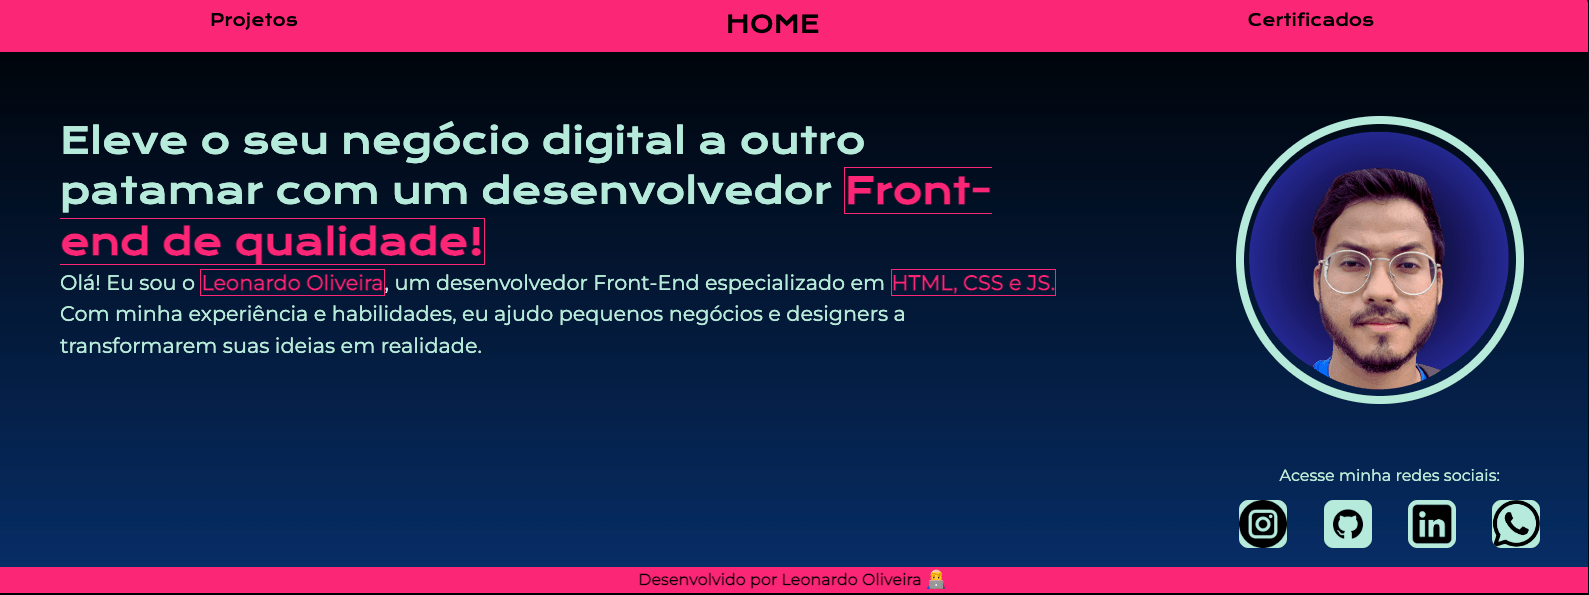 Projetos HOME Certificados
Eleve o seu negócio digital a outro
patamar com um desenvolvedor Front-
end de qualidade!
Olá! Eu sou o Leonardo Oliveira, um desenvolvedor Front-End especializado em HTML, CSS e JS.
Com minha experiência e habilidades, eu ajudo pequenos negócios e designers a
transformarem suas ideias em realidade.
Acesse minha redes sociais:
in
Desenvolvido por Leonardo Oliveira